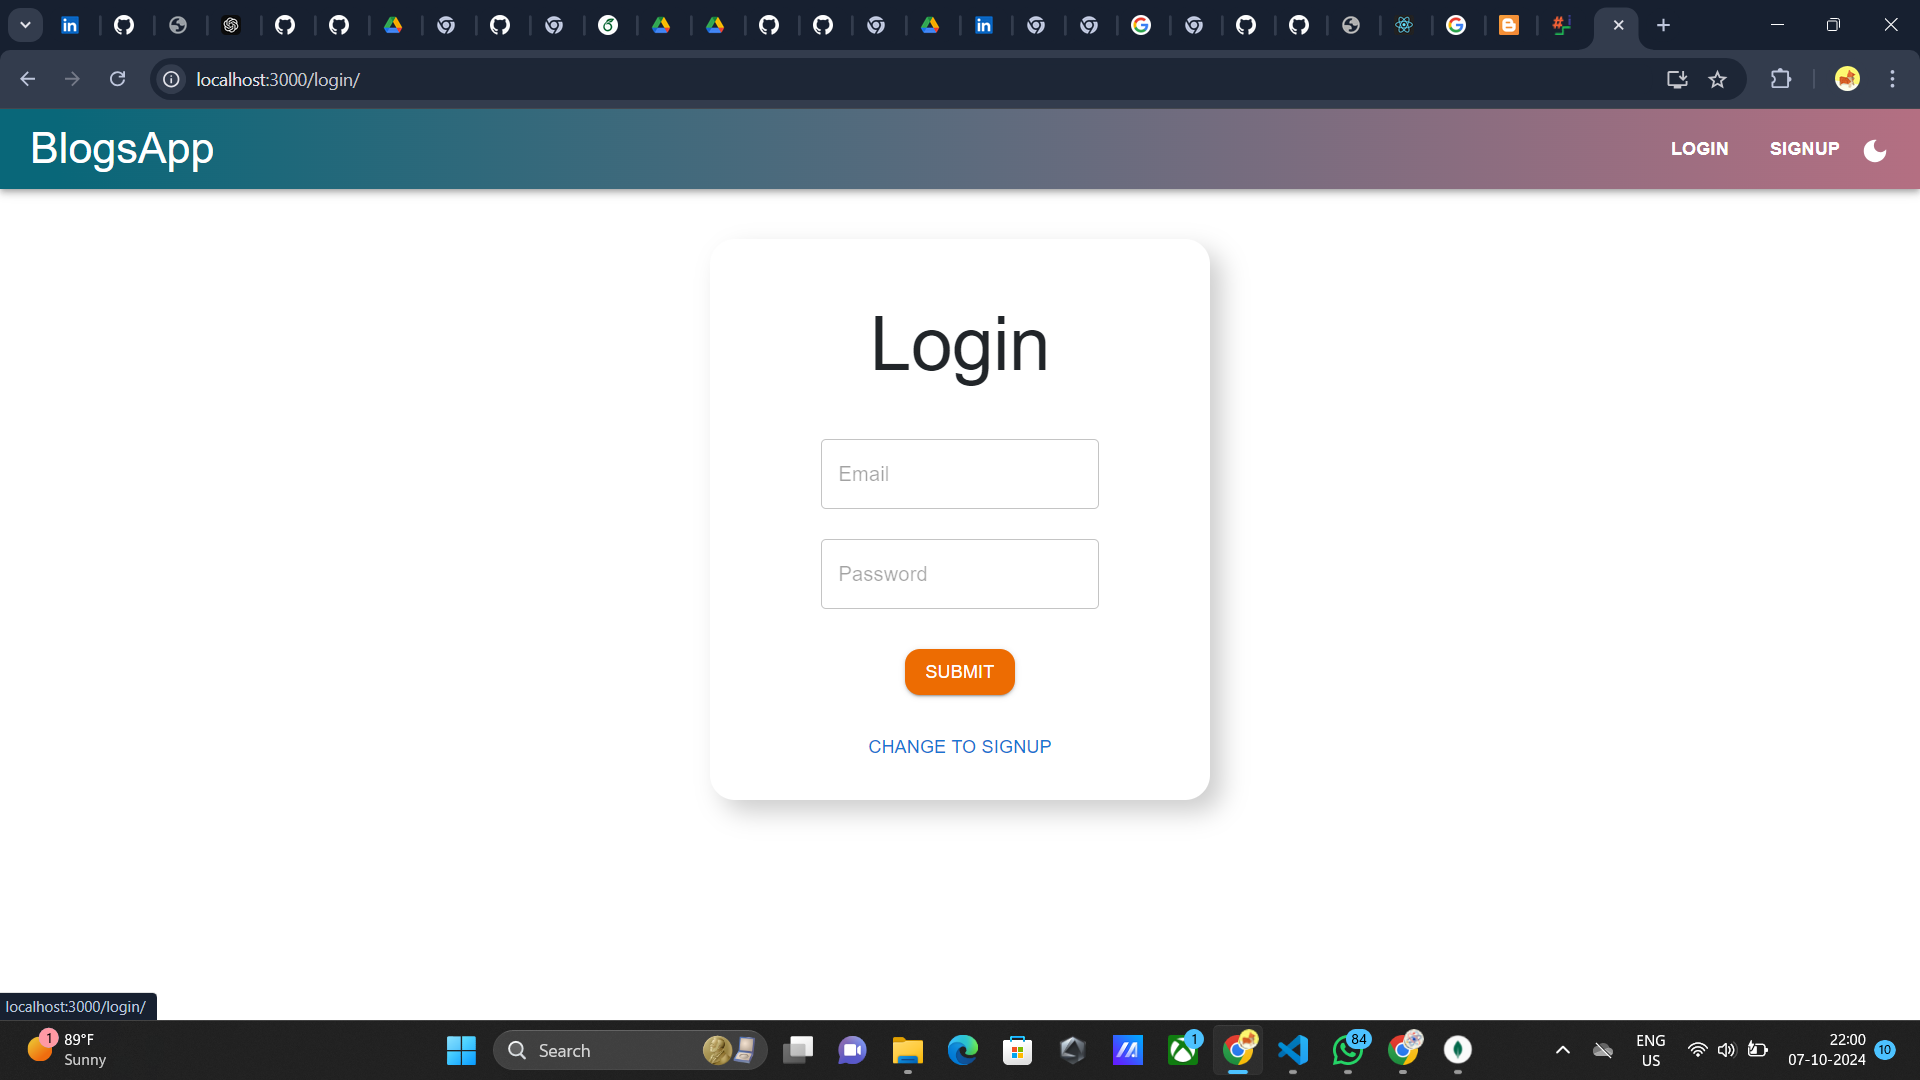 localhost:3000/login/
BlogsApp
LOGIN
SIGNUP
Login
Email
Password
SUBMIT
CHANGE TO SIGNUP
localhost:3000/login/
1
89°F
Sunny
Search
1
84
ENG
US
22:00
07-10-2024
10